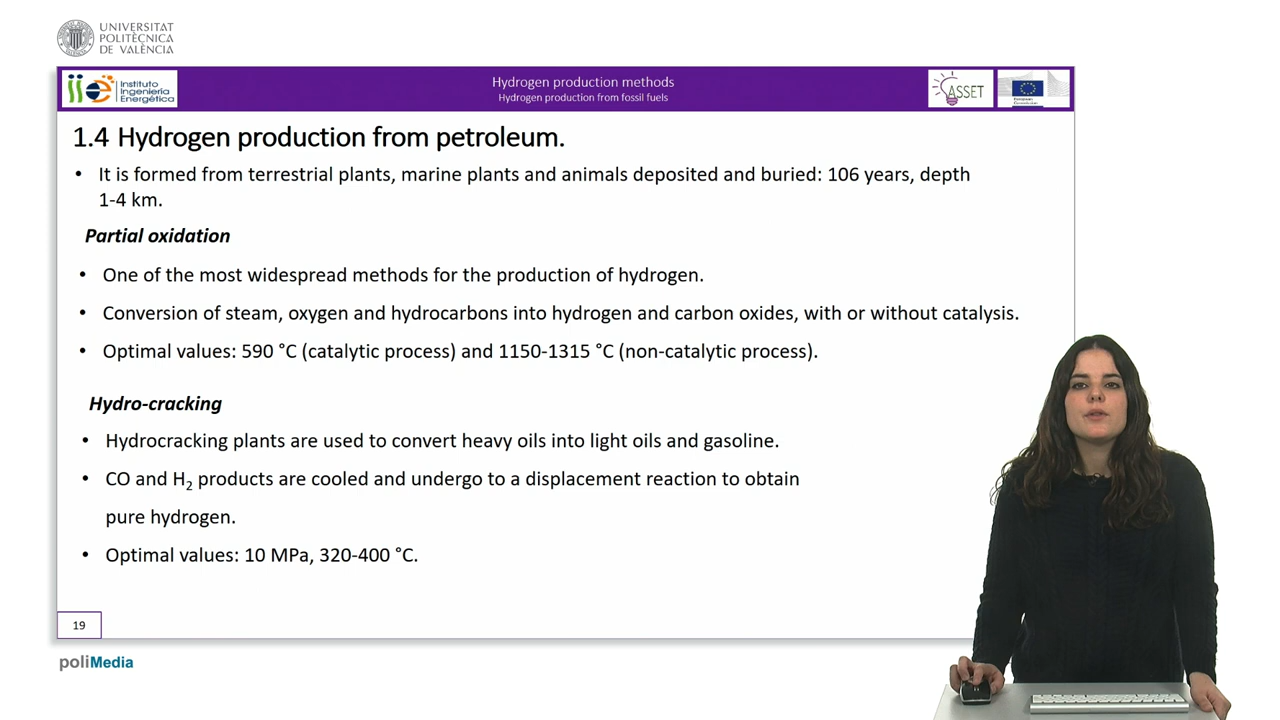 UNIVERSITAT
POLITÈCNICA
DE VALÈNCIA
iie
Instituto
Ingeniería
Energética
Hydrogen production methods
Hydrogen production from fossil fuels
ASSET
European
Commission
1.4 Hydrogen production from petroleum.
• It is formed from terrestrial plants, marine plants and animals deposited and buried: 106 years, depth
1-4 km.
Partial oxidation
• One of the most widespread methods for the production of hydrogen.
• Conversion of steam, oxygen and hydrocarbons into hydrogen and carbon oxides, with or without catalysis.
• Optimal values: 590 °C (catalytic process) and 1150-1315 °C (non-catalytic process).
Hydro-cracking
• Hydrocracking plants are used to convert heavy oils into light oils and gasoline.
• CO and H₂ products are cooled and undergo to a displacement reaction to obtain
pure hydrogen.
• Optimal values: 10 MPa, 320-400 °C.
19
poliMedia